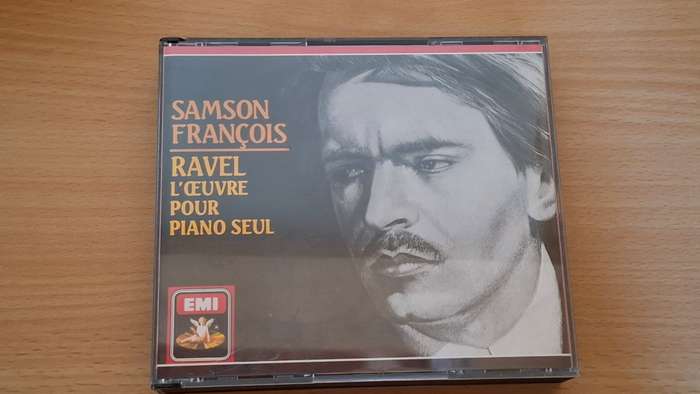 SAMSON
FRANÇOIS
RAVEL
L'ŒUVRE
POUR
PIANO SEUL
EMI